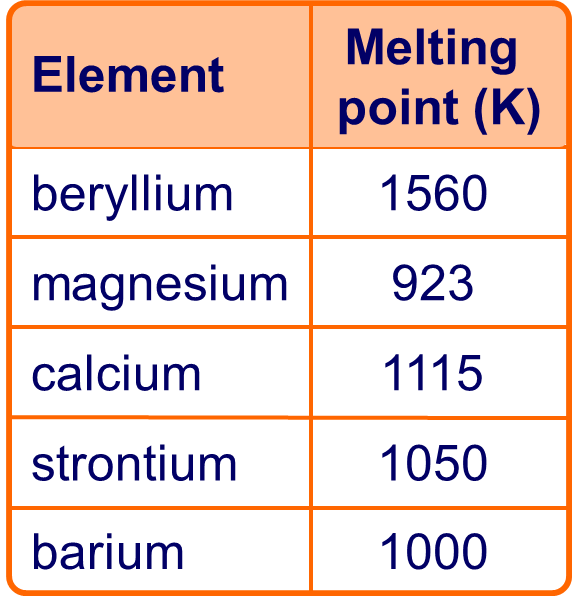 Element
Melting
point (K)
beryllium 1560
magnesium 923
calcium 1115
strontium 1050
barium 1000